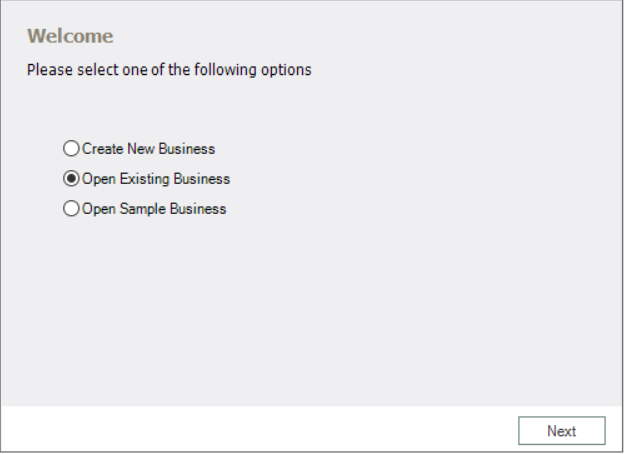 Welcome
Please select one of the following options
Create New Business
Open Existing Business
Open Sample Business
Next